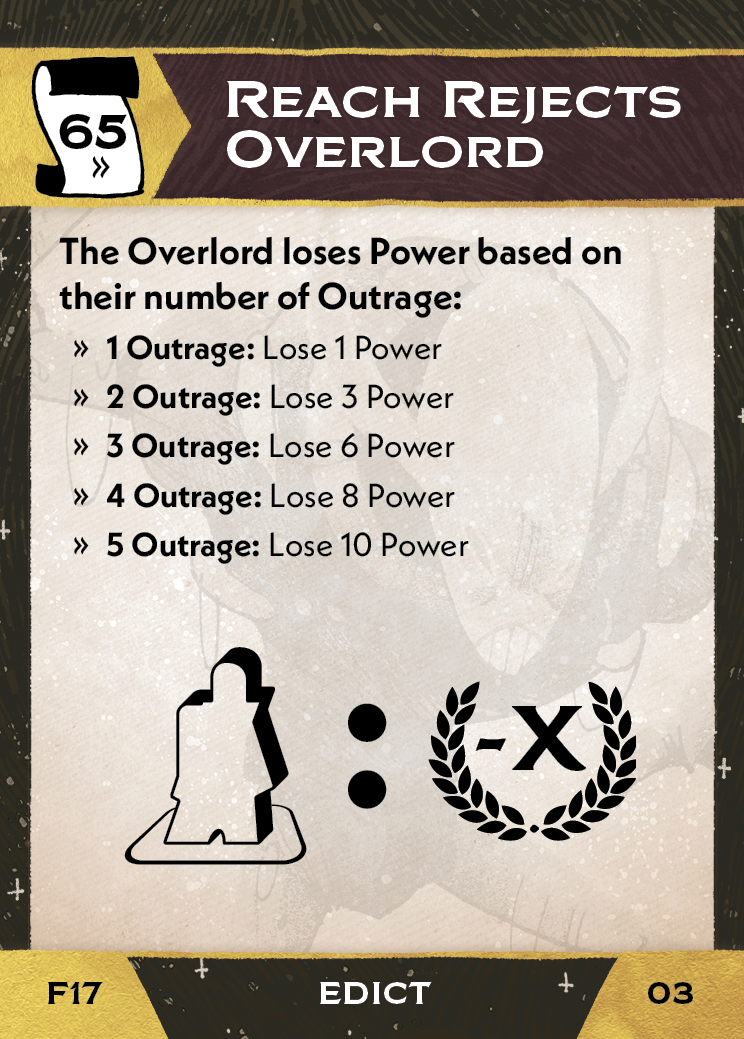 65
»
Reach Rejects
Overlord
The Overlord loses Power based on
their number of Outrage:
» 1 Outrage: Lose 1 Power
» 2 Outrage: Lose 3 Power
» 3 Outrage: Lose 6 Power
» 4 Outrage: Lose 8 Power
» 5 Outrage: Lose 10 Power
: -X
F17 EDICT 03